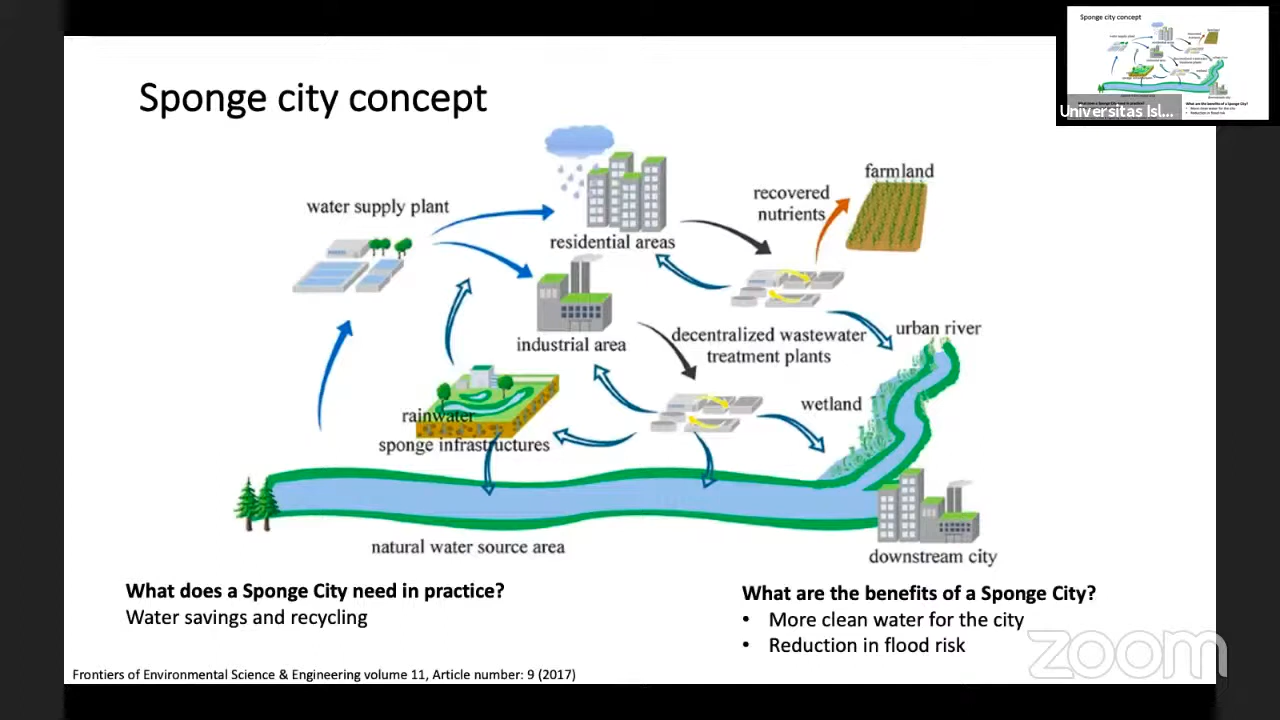 Sponge city concept
Universitas Isl...
water supply plant
residential areas
recovered
nutrients
farmland
industrial area
decentralized wastewater
treatment plants
urban river
wetland
rainwater
sponge infrastructures
natural water source area
downstream city
What does a Sponge City need in practice?
Water savings and recycling
What are the benefits of a Sponge City?
• More clean water for the city
• Reduction in flood risk
zoom
Frontiers of Environmental Science & Engineering volume 11, Article number: 9 (2017)